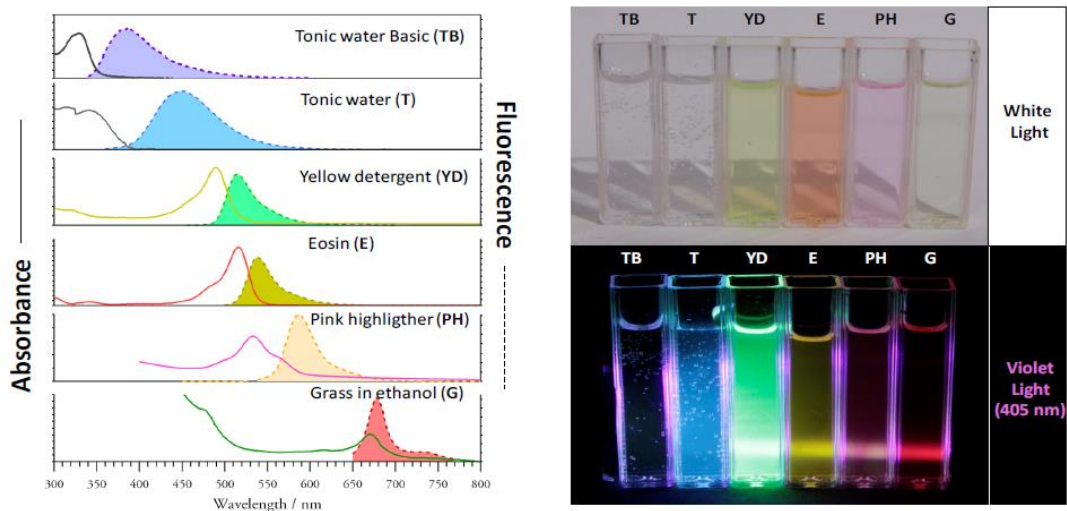 Tonic water Basic (TB)
Tonic water (T)
Yellow detergent (YD)
Eosin (E)
Pink highligther (PH)
Grass in ethanol (G)
Absorbance
Fluorescence
300 350 400 450 500 550 600 650 700 750 800
Wavelength / nm
TB T YD E PH G
White
Light
TB T YD E PH G
Violet
Light
(405 nm)